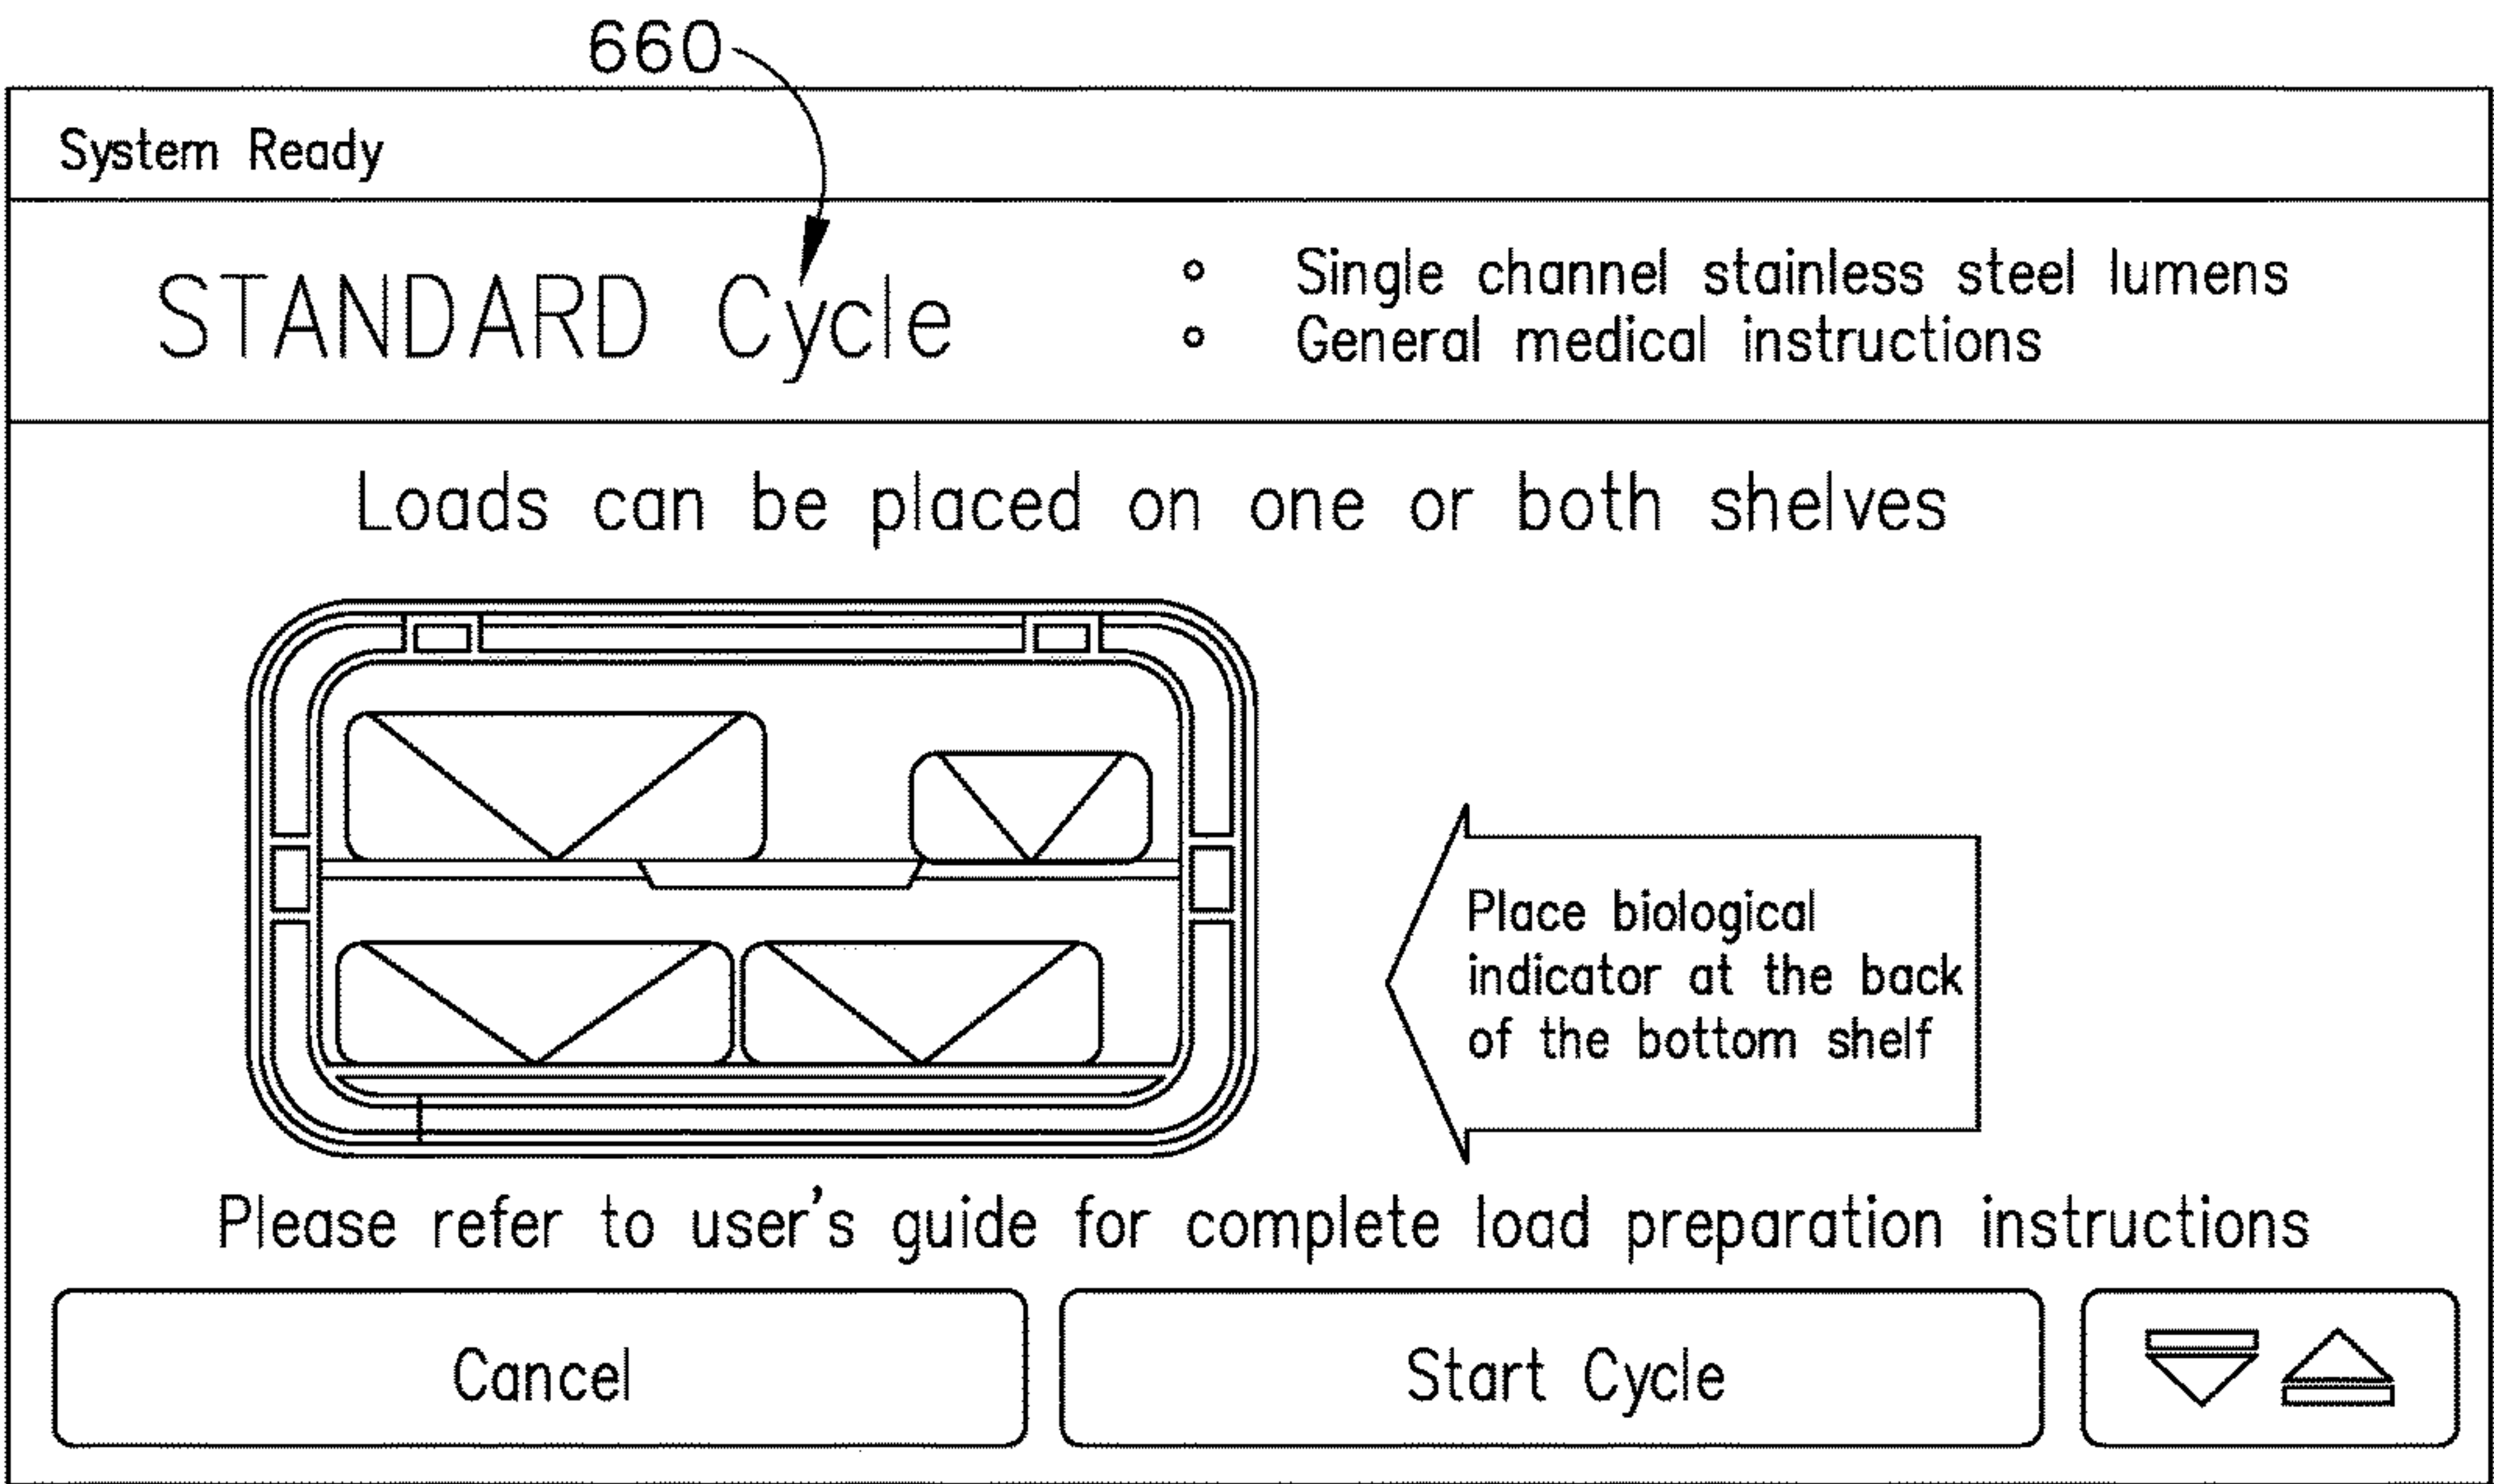 660
System Ready
STANDARD Cycle
° Single channel stainless steel lumens
° General medical instructions
Loads can be placed on one or both shelves
Place biological
indicator at the back
of the bottom shelf
Please refer to user's guide for complete load preparation instructions
Cancel
Start Cycle